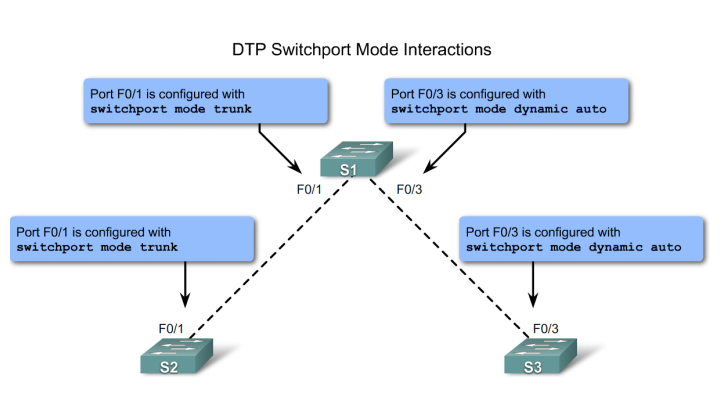 DTP Switchport Mode Interactions
Port F0/1 is configured with
switchport mode trunk
Port F0/3 is configured with
switchport mode dynamic auto
S1
F0/1
F0/3
Port F0/1 is configured with
switchport mode trunk
Port F0/3 is configured with
switchport mode dynamic auto
F0/1
F0/3
S2
S3